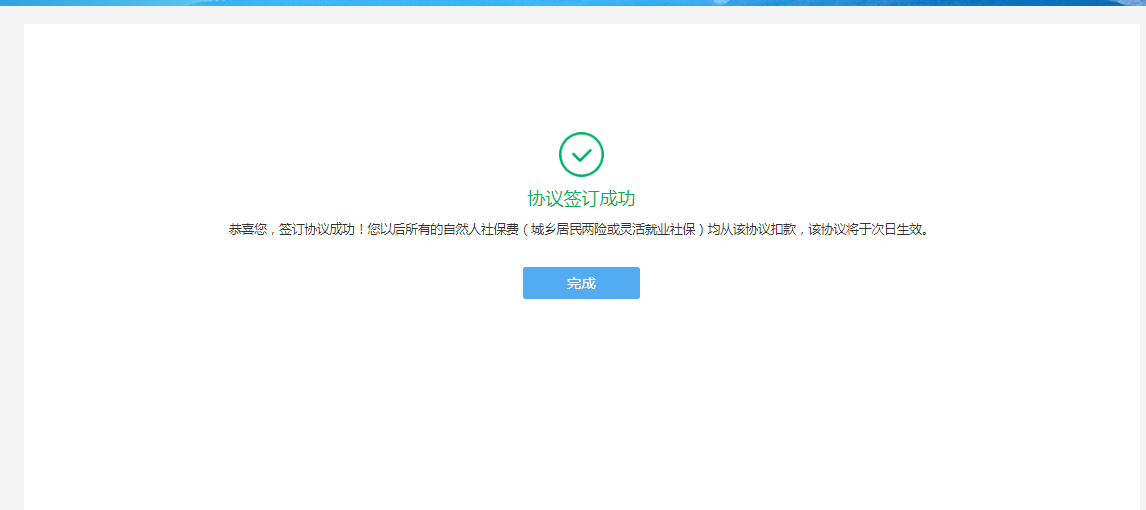 协议签订成功
恭喜您，签订协议成功！您以后所有的自然人社保费（城乡居民两险或灵活就业社保）均从该协议扣款，该协议将于次日生效。
完成